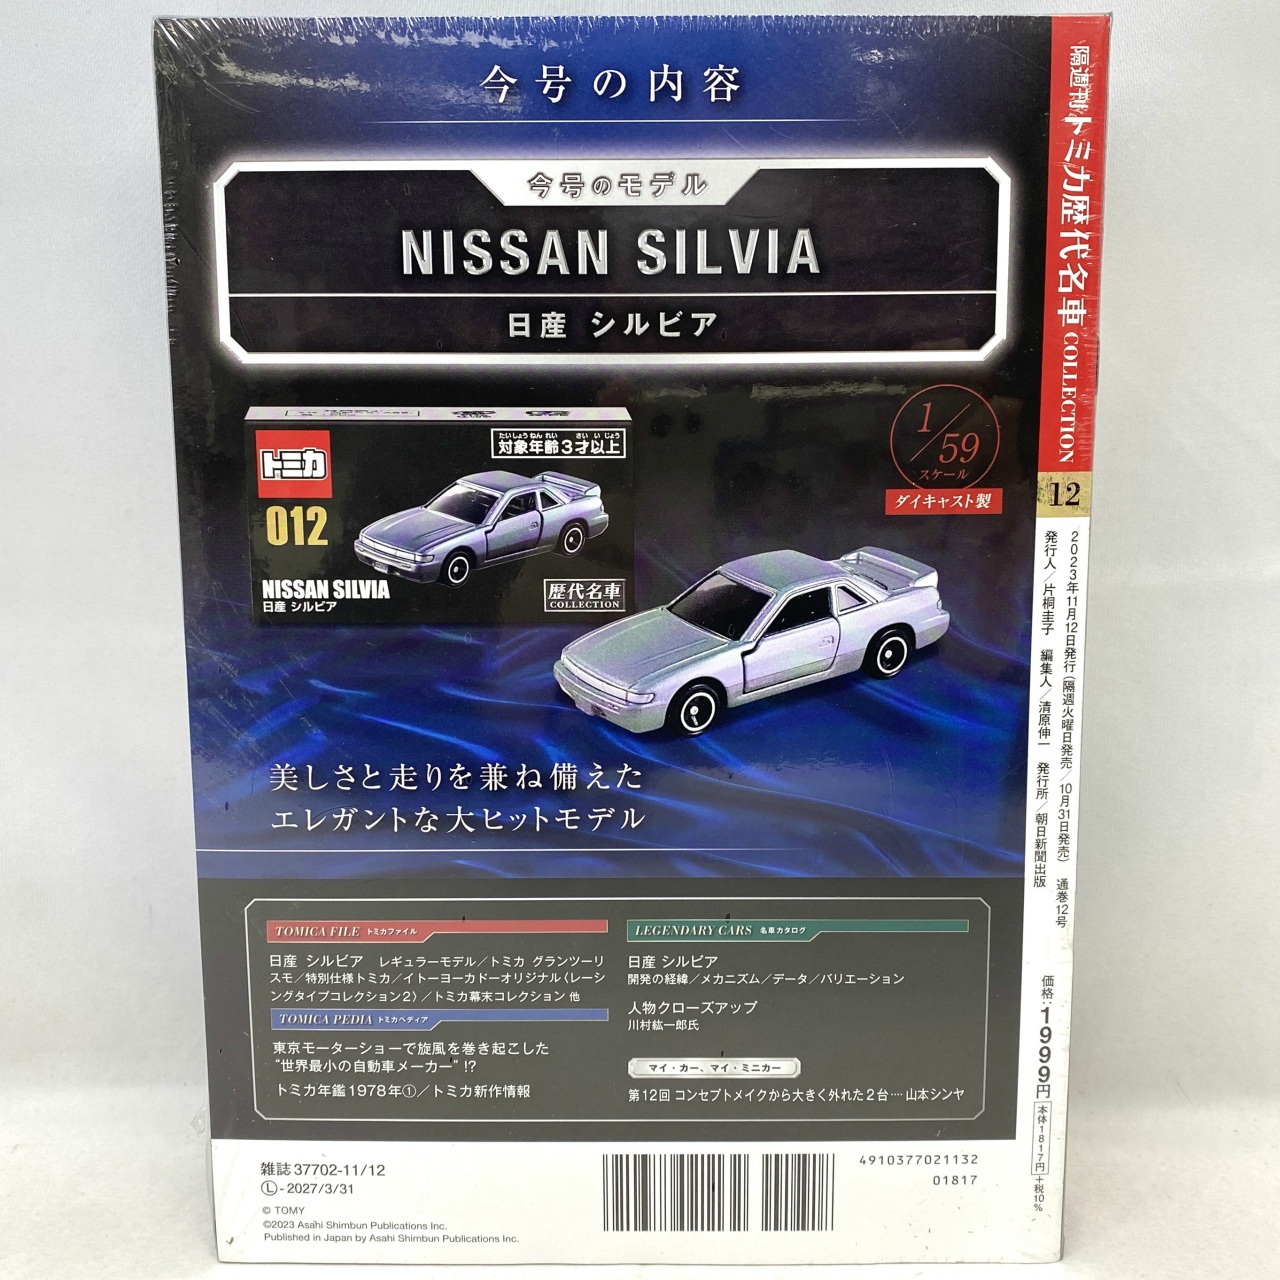 今号の内容
今号のモデル
NISSAN SILVIA
日産 シルビア
トミカ
012
たいしょうねんれい さい いじょう
対象年齢3才以上
NISSAN SILVIA
日産 シルビア
歴代名車
COLLECTION
1/59
スケール
ダイキャスト製
美しさと走りを兼ね備えた
エレガントな大ヒットモデル
TOMICA FILE トミカファイル
日産 シルビア レギュラーモデル/トミカ グランツーリ
スモ/特別仕様トミカ/イトーヨーカドーオリジナル〈レーシ
ングタイプコレクション2〉/トミカ幕末コレクション 他
TOMICA PEDIA トミカペディア
東京モーターショーで旋風を巻き起こした
“世界最小の自動車メーカー” !?
トミカ年鑑1978年①/トミカ新作情報
LEGENDARY CARS 名車カタログ
日産 シルビア
開発の経緯/メカニズム/データ/バリエーション
人物クローズアップ
川村紘一郎氏
マイ・カー、マイ・ミニカー
第12回 コンセプトメイクから大きく外れた2台‥‥山本シンヤ
雑誌 37702-11/12
Ⓛ-2027/3/31
© TOMY
©2023 Asahi Shimbun Publications Inc.
Published in Japan by Asahi Shimbun Publications Inc.
4910377021132
01817
隔週刊トミカ歴代名車COLLECTION
12
2023年11月12日発行(隔週火曜日発売/10月31日発売) 通巻12号
発行人/片桐圭子 編集人/清原伸一 発行所/朝日新聞出版
価格:1999円 本体1817円 +税10%